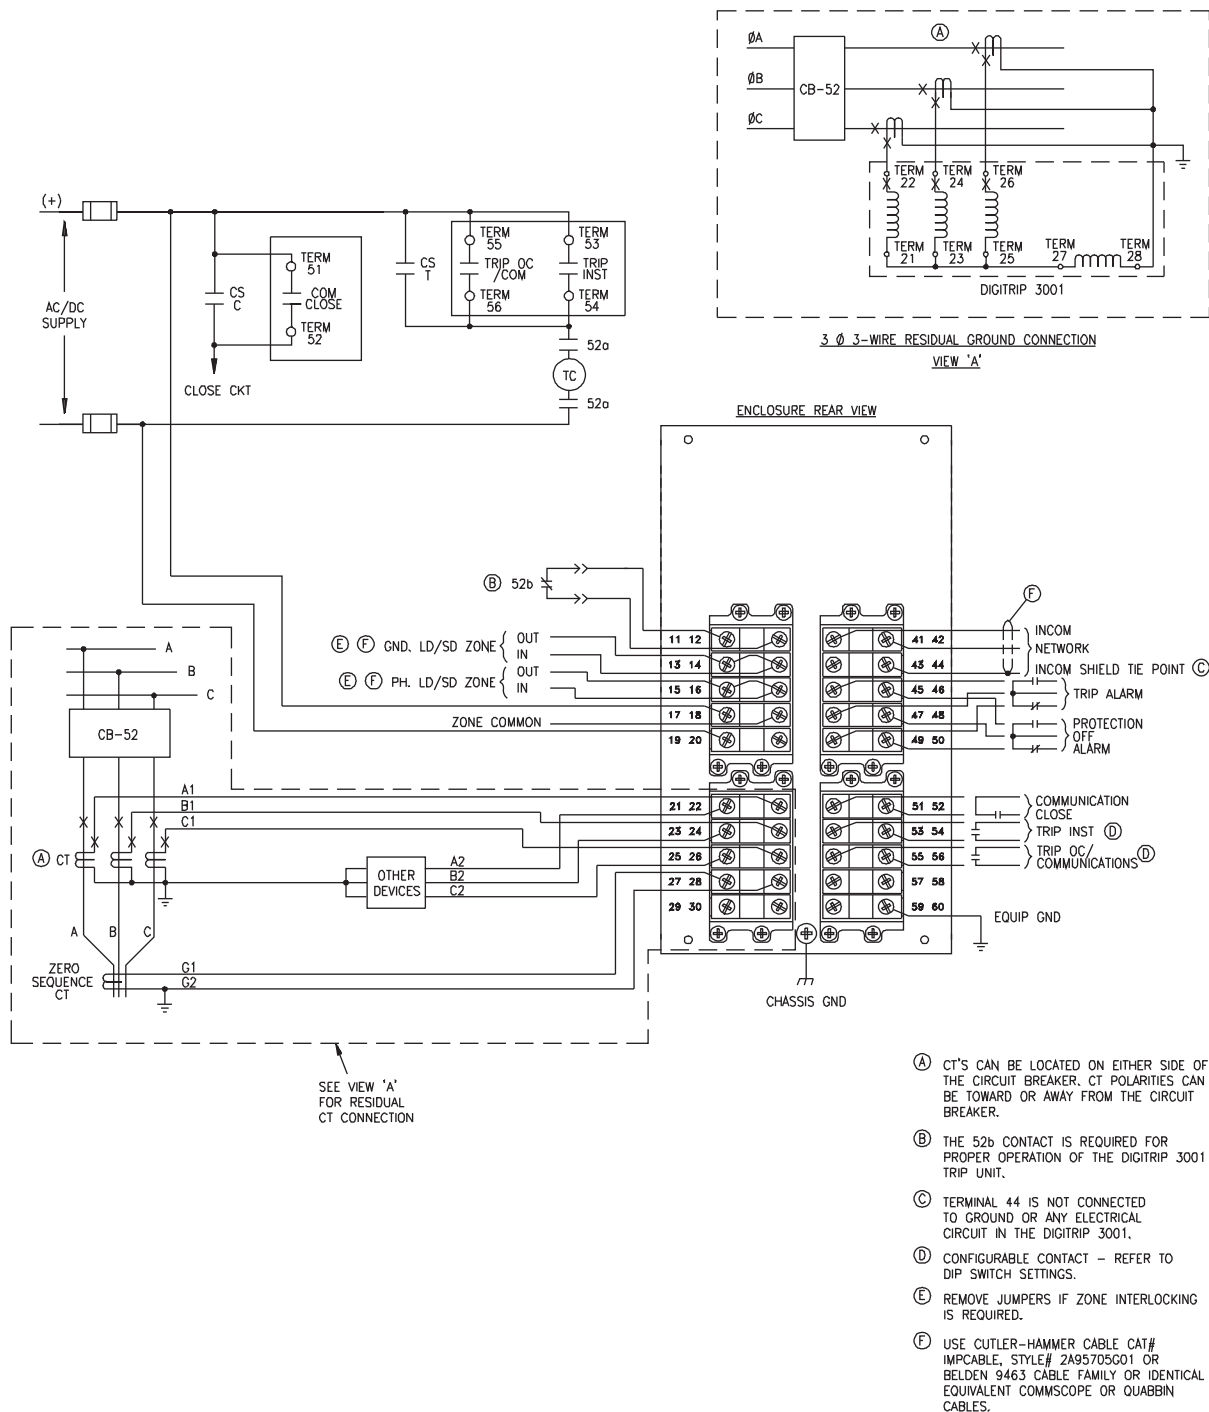 ØA
ØB
ØC
CB-52
Ⓐ
TERM 22
TERM 24
TERM 26
TERM 21
TERM 23
TERM 25
TERM 27
TERM 28
DIGITRIP 3001
3 Ø 3-WIRE RESIDUAL GROUND CONNECTION
VIEW 'A'
(+)
AC/DC
SUPPLY
CS
C
TERM
51
COM
CLOSE
TERM
52
CLOSE CKT
CS
T
TERM
55
TRIP OC
/COM
TERM
56
TERM
53
TRIP
INST
TERM
54
52a
TC
52a
ENCLOSURE REAR VIEW
Ⓑ 52b
Ⓔ Ⓕ GND. LD/SD ZONE { OUT
IN
Ⓔ Ⓕ PH. LD/SD ZONE { OUT
IN
ZONE COMMON
11 12
13 14
15 16
17 18
19 20
21 22
23 24
25 26
27 28
29 30
41 42
43 44
45 46
47 48
49 50
51 52
53 54
55 56
57 58
59 60
Ⓕ
INCOM
NETWORK
INCOM SHIELD TIE POINT Ⓒ
TRIP ALARM
PROTECTION
OFF
ALARM
COMMUNICATION
CLOSE
TRIP INST Ⓓ
TRIP OC/
COMMUNICATIONS Ⓓ
EQUIP GND
CHASSIS GND
A
B
C
CB-52
A1
B1
C1
Ⓐ CT
OTHER
DEVICES
A2
B2
C2
A
B
C
ZERO
SEQUENCE
CT
G1
G2
SEE VIEW 'A'
FOR RESIDUAL
CT CONNECTION
Ⓐ CT'S CAN BE LOCATED ON EITHER SIDE OF
THE CIRCUIT BREAKER. CT POLARITIES CAN
BE TOWARD OR AWAY FROM THE CIRCUIT
BREAKER.
Ⓑ THE 52b CONTACT IS REQUIRED FOR
PROPER OPERATION OF THE DIGITRIP 3001
TRIP UNIT.
Ⓒ TERMINAL 44 IS NOT CONNECTED
TO GROUND OR ANY ELECTRICAL
CIRCUIT IN THE DIGITRIP 3001.
Ⓓ CONFIGURABLE CONTACT – REFER TO
DIP SWITCH SETTINGS.
Ⓔ REMOVE JUMPERS IF ZONE INTERLOCKING
IS REQUIRED.
Ⓕ USE CUTLER-HAMMER CABLE CAT#
IMPCABLE, STYLE# 2A95705G01 OR
BELDEN 9463 CABLE FAMILY OR IDENTICAL
EQUIVALENT COMMSCOPE OR QUABBIN
CABLES.